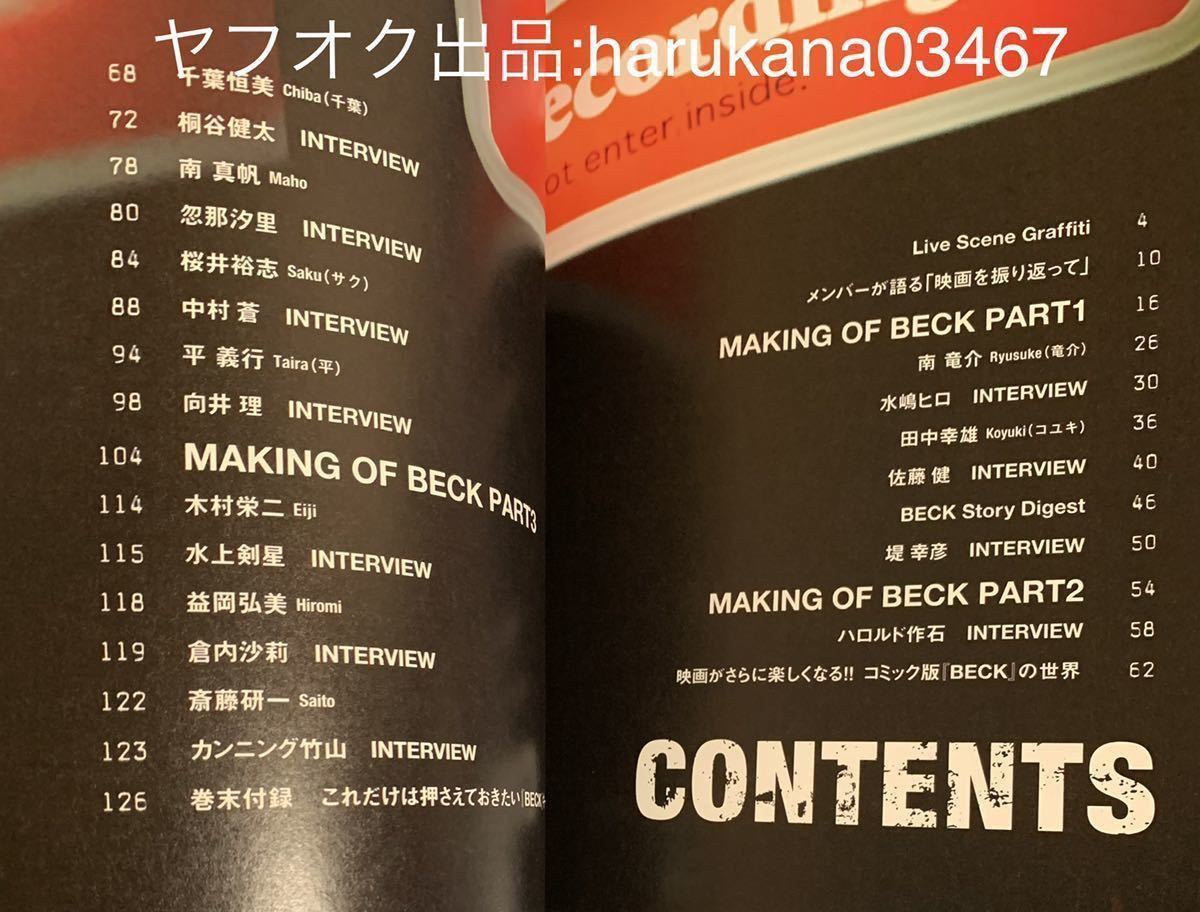 ヤフオク出品:harukana03467
ecording
ot enter inside.
Live Scene Graffiti 4
メンバーが語る「映画を振り返って」 10
MAKING OF BECK PART1 16
南 竜介 Ryusuke(竜介) 26
水嶋ヒロ INTERVIEW 30
田中幸雄 Koyuki(コユキ) 36
佐藤 健 INTERVIEW 40
BECK Story Digest 46
堤 幸彦 INTERVIEW 50
MAKING OF BECK PART2 54
ハロルド作石 INTERVIEW 58
映画がさらに楽しくなる!! コミック版『BECK』の世界 62
CONTENTS
68 千葉恒美 Chiba(千葉)
72 桐谷健太 INTERVIEW
78 南 真帆 Maho
80 忽那汐里 INTERVIEW
84 桜井裕志 Saku(サク)
88 中村 蒼 INTERVIEW
94 平 義行 Taira(平)
98 向井 理 INTERVIEW
104 MAKING OF BECK PART3
114 木村栄二 Eiji
115 水上剣星 INTERVIEW
118 益岡弘美 Hiromi
119 倉内沙莉 INTERVIEW
122 斎藤研一 Saito
123 カンニング竹山 INTERVIEW
126 巻末付録 これだけは押さえておきたい「BECK